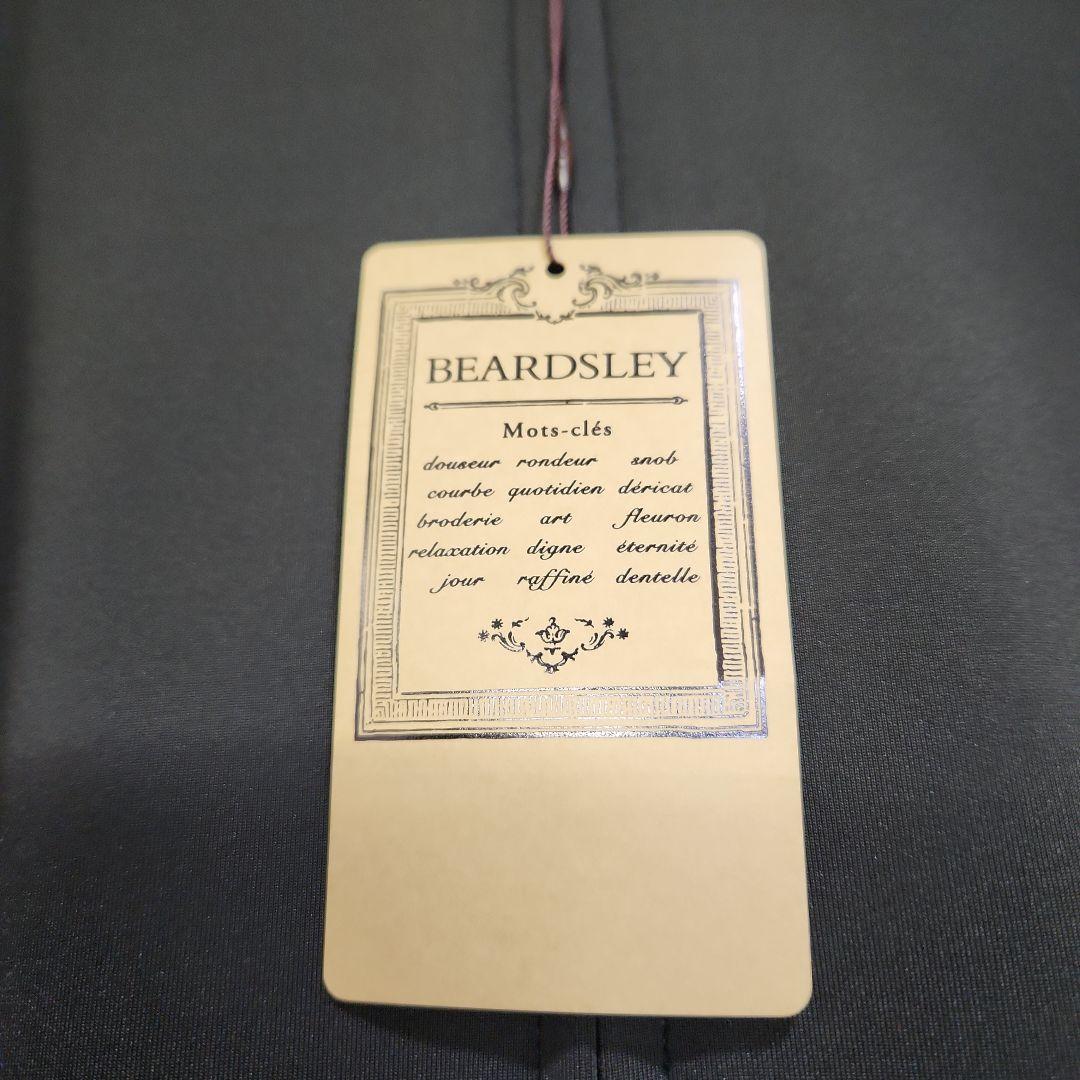 BEARDSLEY
Mots-clés
douseur rondeur snob
courbe quotidien déricat
broderie art fleuron
relaxation digne éternité
jour raffiné dentelle